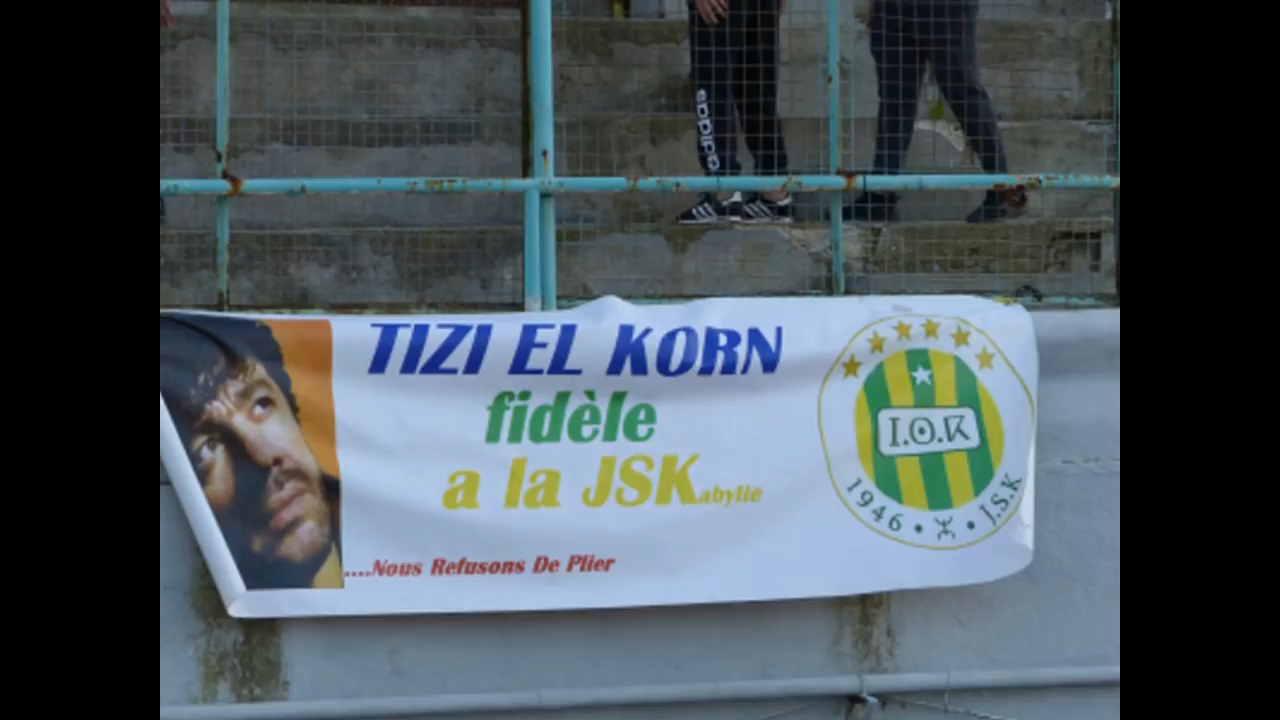 adidas
TIZI EL KORN
fidèle
a la JSKabylie
....Nous Refusons De Plier
I.O.K
1946 • ⵣ • J.S.K